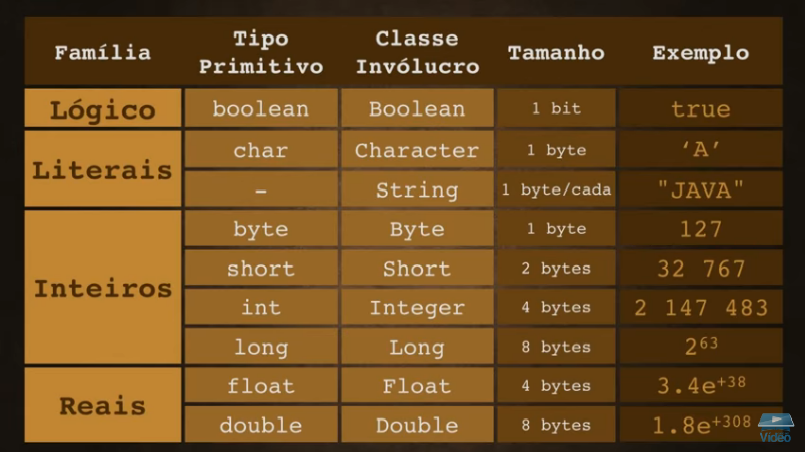 Família Tipo Primitivo Classe Invólucro Tamanho Exemplo
Lógico boolean Boolean 1 bit true
Literais char Character 1 byte ‘A’
– String 1 byte/cada "JAVA"
Inteiros byte Byte 1 byte 127
short Short 2 bytes 32 767
int Integer 4 bytes 2 147 483
long Long 8 bytes 2⁶³
Reais float Float 4 bytes 3.4e⁺³⁸
double Double 8 bytes 1.8e⁺³⁰⁸
Vídeo